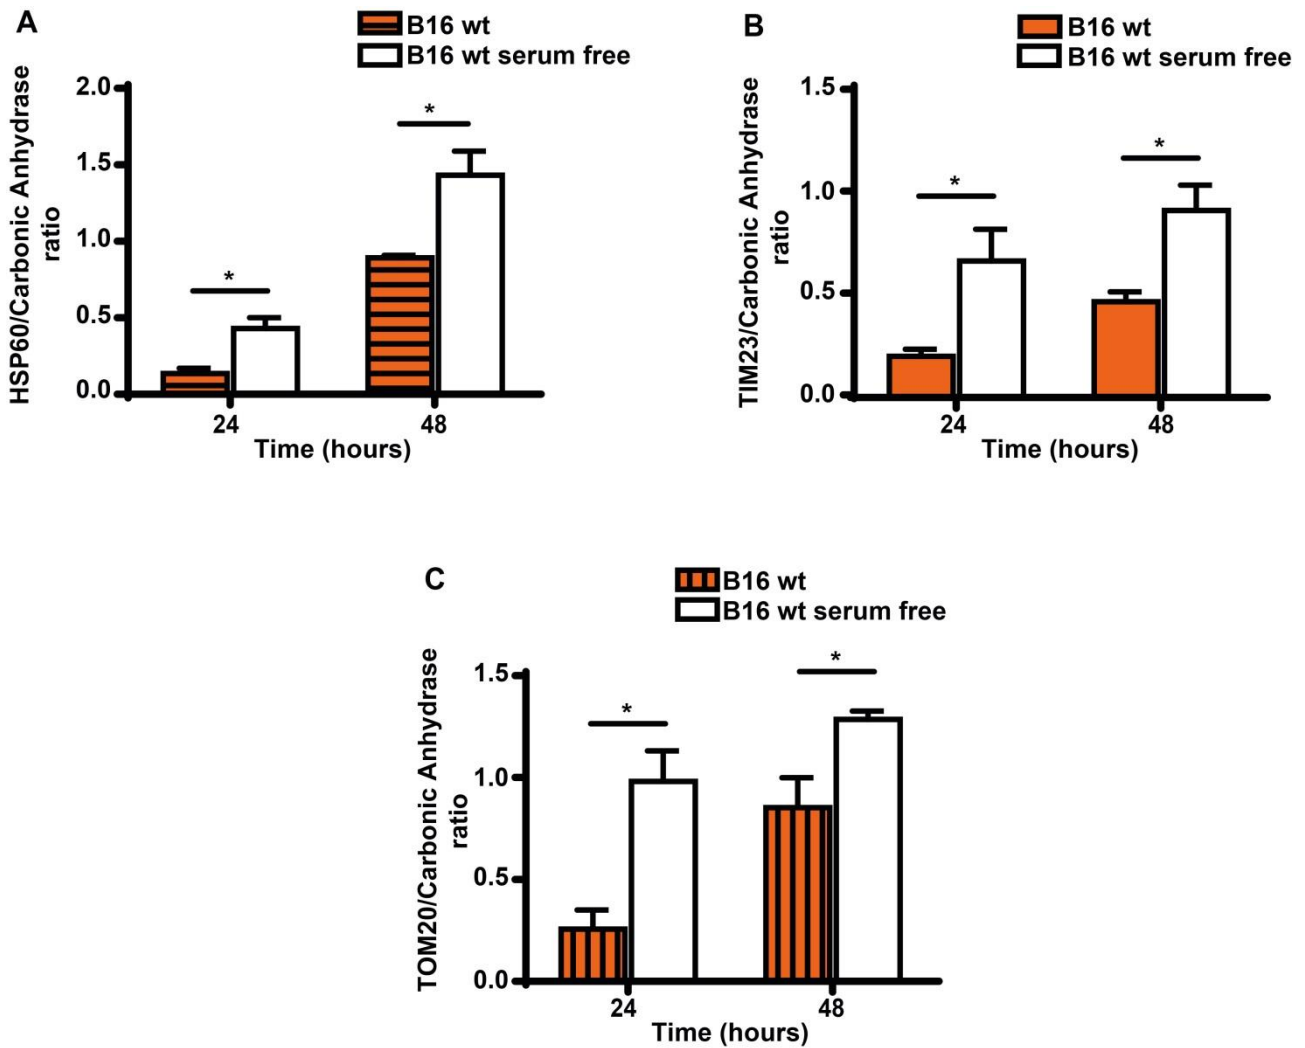 A
B16 wt
B16 wt serum free
HSP60/Carbonic Anhydrase
ratio
2.0
1.5
1.0
0.5
0.0
*
*
24
48
Time (hours)
B
B16 wt
B16 wt serum free
TIM23/Carbonic Anhydrase
ratio
1.5
1.0
0.5
0.0
*
*
24
48
Time (hours)
C
B16 wt
B16 wt serum free
TOM20/Carbonic Anhydrase
ratio
1.5
1.0
0.5
0.0
*
*
24
48
Time (hours)